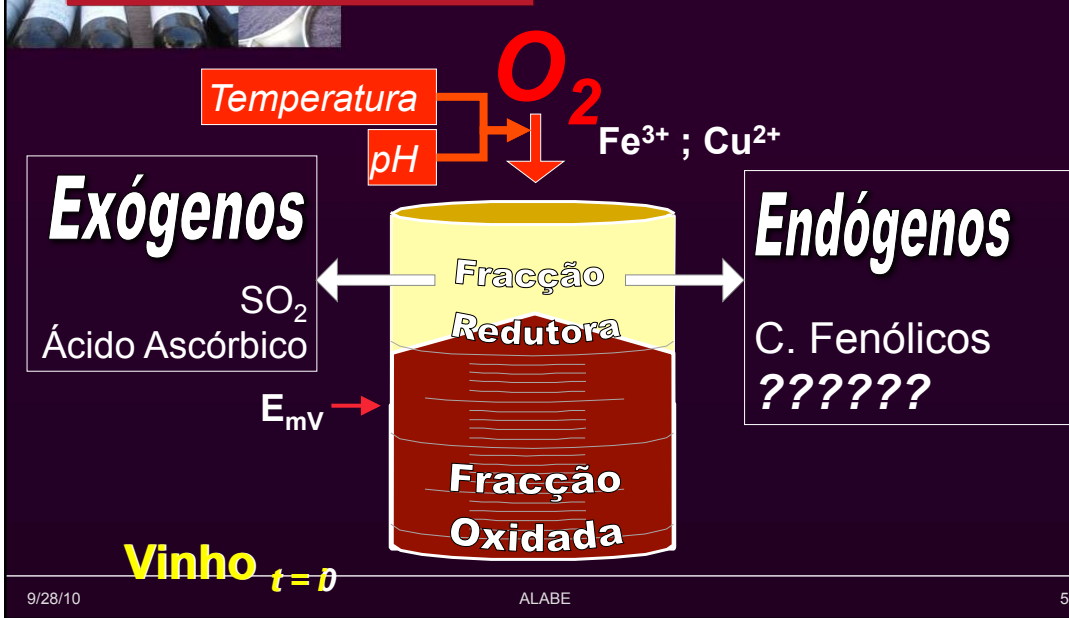 O2
Temperatura
pH
Fe³⁺ ; Cu²⁺
Exógenos
SO₂
Ácido Ascórbico
Fracção
Redutora
Endógenos
C. Fenólicos
??????
EmV
Fracção
Oxidada
Vinho t =
9/28/10
ALABE
5